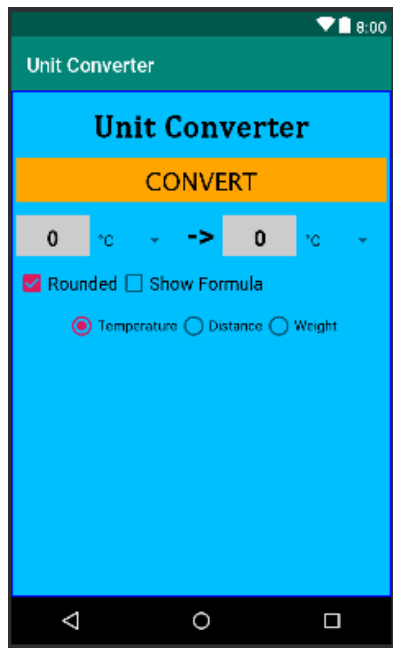 8:00
Unit Converter
Unit Converter
CONVERT
0 °C -> 0 °C
Rounded Show Formula
Temperature Distance Weight